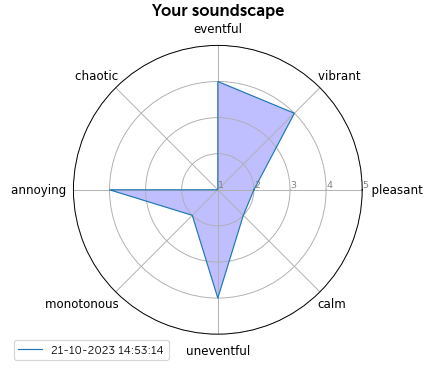 Your soundscape
eventful
chaotic
vibrant
annoying
1 2 3 4 5
pleasant
monotonous
calm
uneventful
21-10-2023 14:53:14